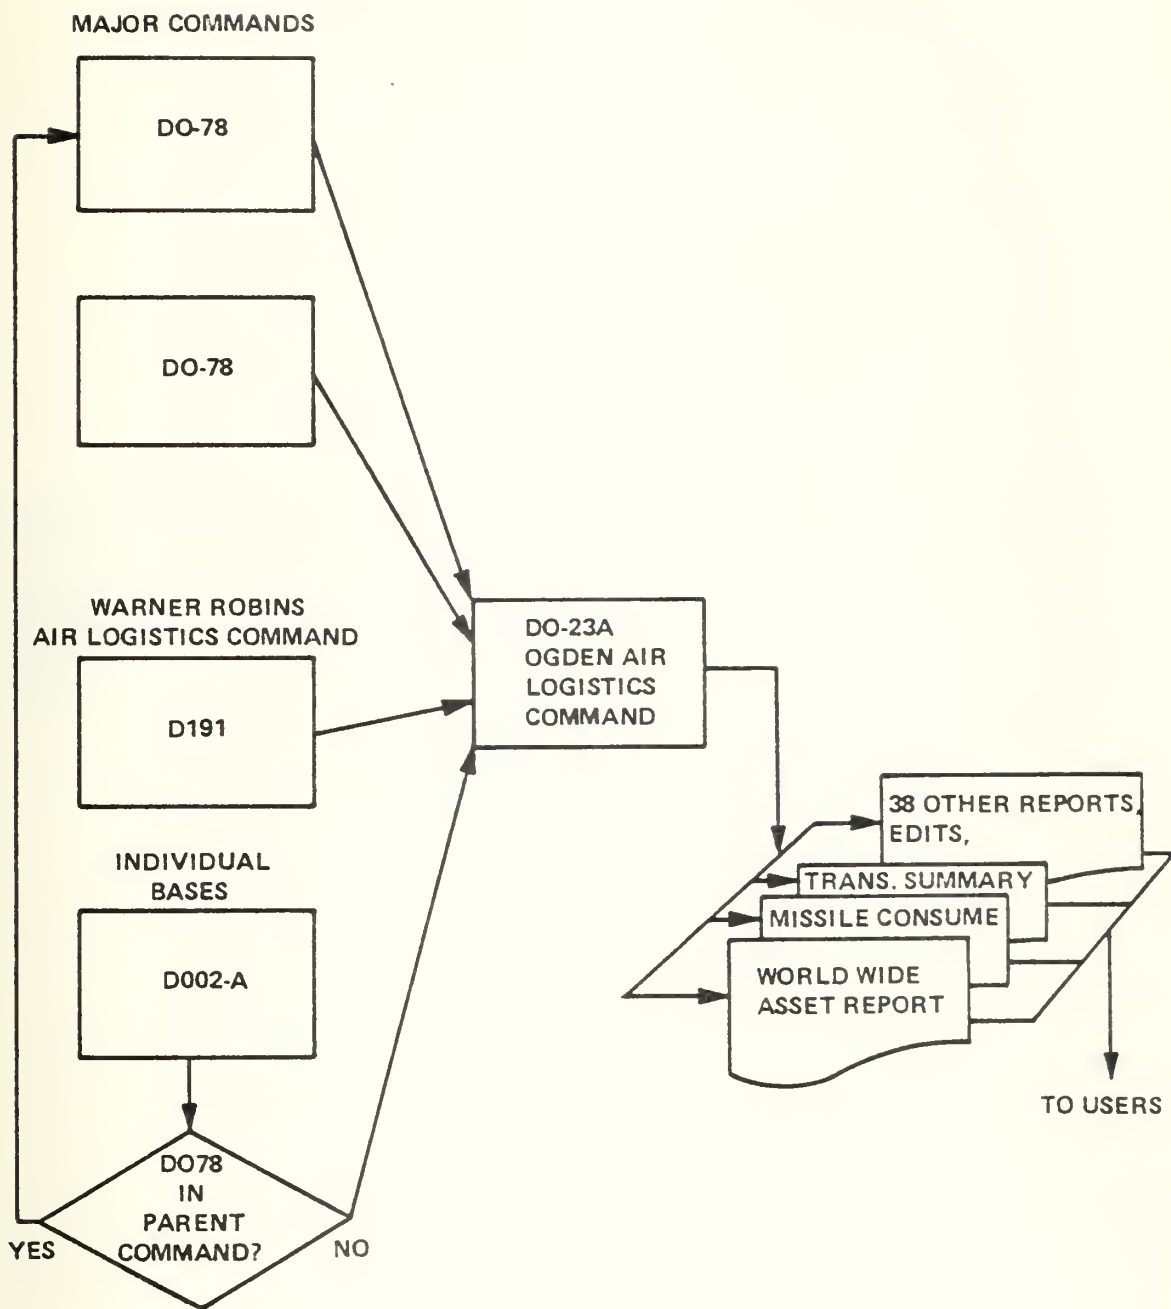 MAJOR COMMANDS
DO-78
DO-78
WARNER ROBINS
AIR LOGISTICS COMMAND
D191
DO-23A
OGDEN AIR
LOGISTICS
COMMAND
INDIVIDUAL
BASES
D002-A
DO78
IN
PARENT
COMMAND?
YES
NO
38 OTHER REPORTS,
EDITS,
TRANS. SUMMARY
MISSILE CONSUME
WORLD WIDE
ASSET REPORT
TO USERS